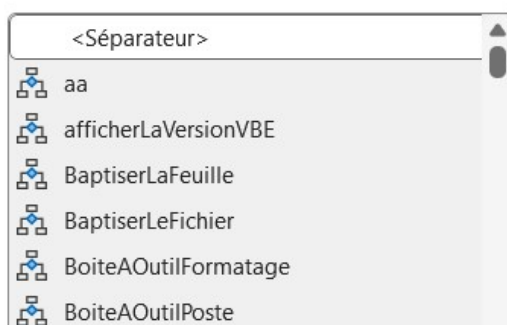 <Séparateur>
aa
afficherLaVersionVBE
BaptiserLaFeuille
BaptiserLeFichier
BoiteAOutilFormatage
BoiteAOutilPoste